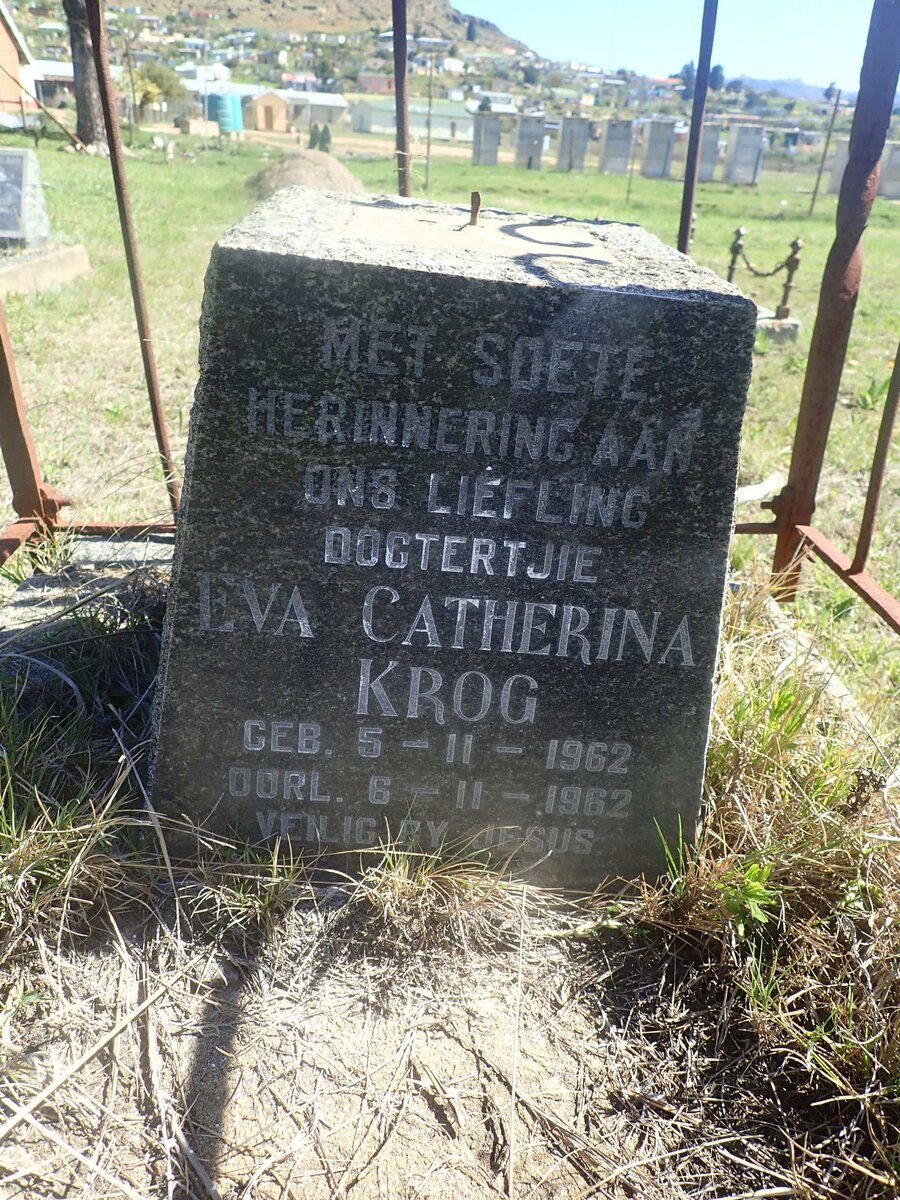 MET SOETE
HERINNERING AAN
ONS LIEFLING
DOGTERTJIE
EVA CATHERINA
KROG
GEB. 5 - 11 - 1962
OORL. 6 - 11 - 1962
VEILIG BY JESUS